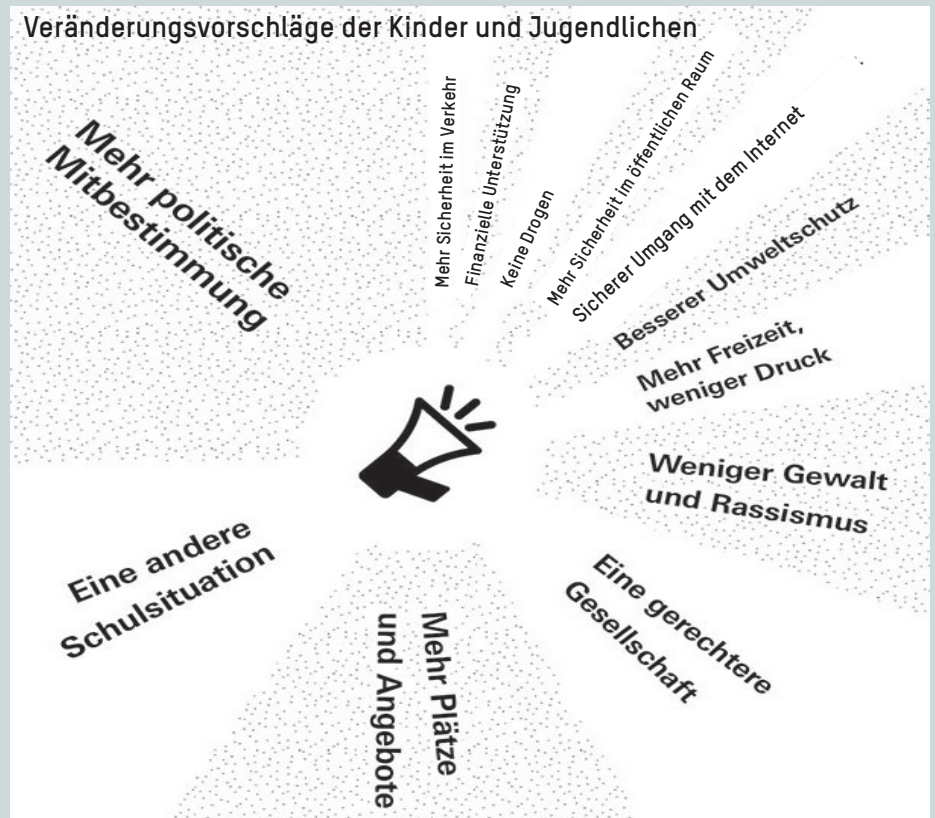 Veränderungsvorschläge der Kinder und Jugendlichen
Mehr politische
Mitbestimmung
Mehr Sicherheit im Verkehr
Finanzielle Unterstützung
Keine Drogen
Mehr Sicherheit im öffentlichen Raum
Sicherer Umgang mit dem Internet
Besserer Umweltschutz
Mehr Freizeit,
weniger Druck
Weniger Gewalt
und Rassismus
Eine gerechtere
Gesellschaft
Mehr Plätze
und Angebote
Eine andere
Schulsituation